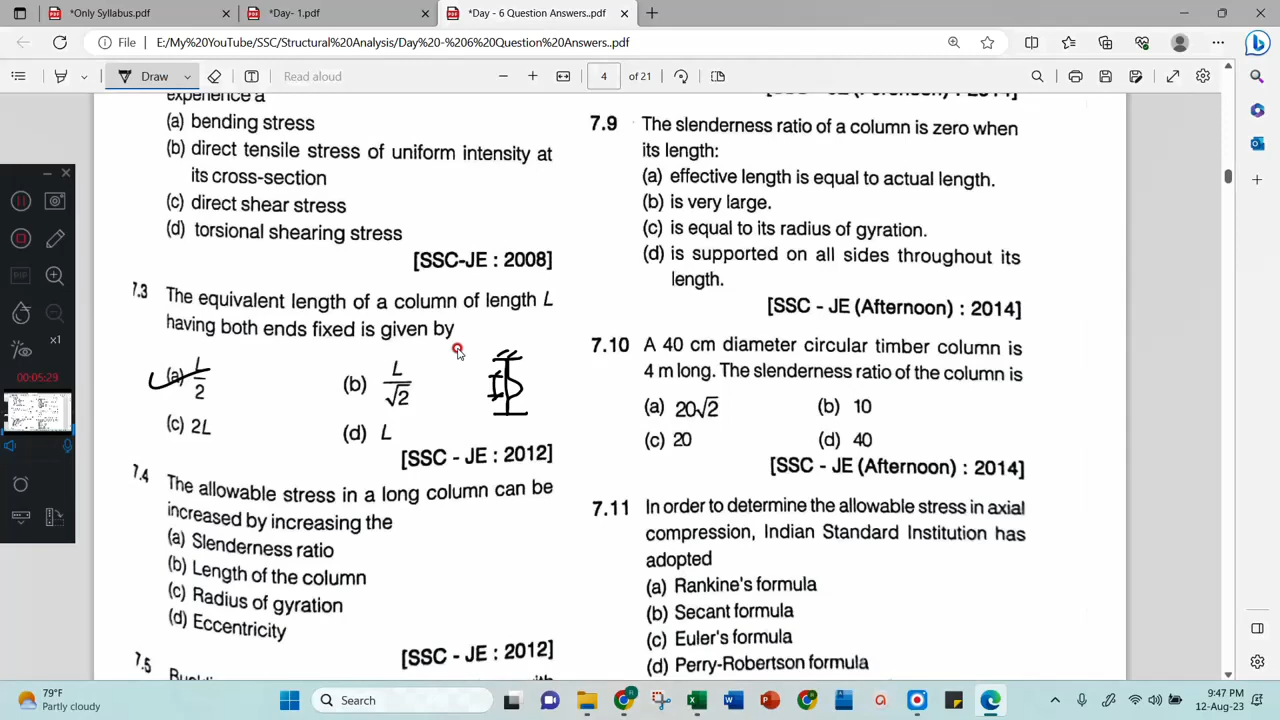 *Only Syllabus.pdf
*Day- 1.pdf
*Day - 6 Question Answers..pdf
File
E:/My%20YouTube/SSC/Structural%20Analysis/Day%20-%206%20Question%20Answers..pdf
Draw
Read aloud
4
of 21
experience a
(a) bending stress
(b) direct tensile stress of uniform intensity at
its cross-section
(c) direct shear stress
(d) torsional shearing stress
[SSC-JE : 2008]
7.3 The equivalent length of a column of length L
having both ends fixed is given by
(a) L/2
(b) L/√2
(c) 2L
(d) L
[SSC - JE : 2012]
7.4 The allowable stress in a long column can be
increased by increasing the
(a) Slenderness ratio
(b) Length of the column
(c) Radius of gyration
(d) Eccentricity
[SSC - JE : 2012]
7.5
7.9 The slenderness ratio of a column is zero when
its length:
(a) effective length is equal to actual length.
(b) is very large.
(c) is equal to its radius of gyration.
(d) is supported on all sides throughout its
length.
[SSC - JE (Afternoon) : 2014]
7.10 A 40 cm diameter circular timber column is
4 m long. The slenderness ratio of the column is
(a) 20√2
(b) 10
(c) 20
(d) 40
[SSC - JE (Afternoon) : 2014]
7.11 In order to determine the allowable stress in axial
compression, Indian Standard Institution has
adopted
(a) Rankine's formula
(b) Secant formula
(c) Euler's formula
(d) Perry-Robertson formula
x1
00:05:29
79°F
Partly cloudy
Search
9:47 PM
12-Aug-23